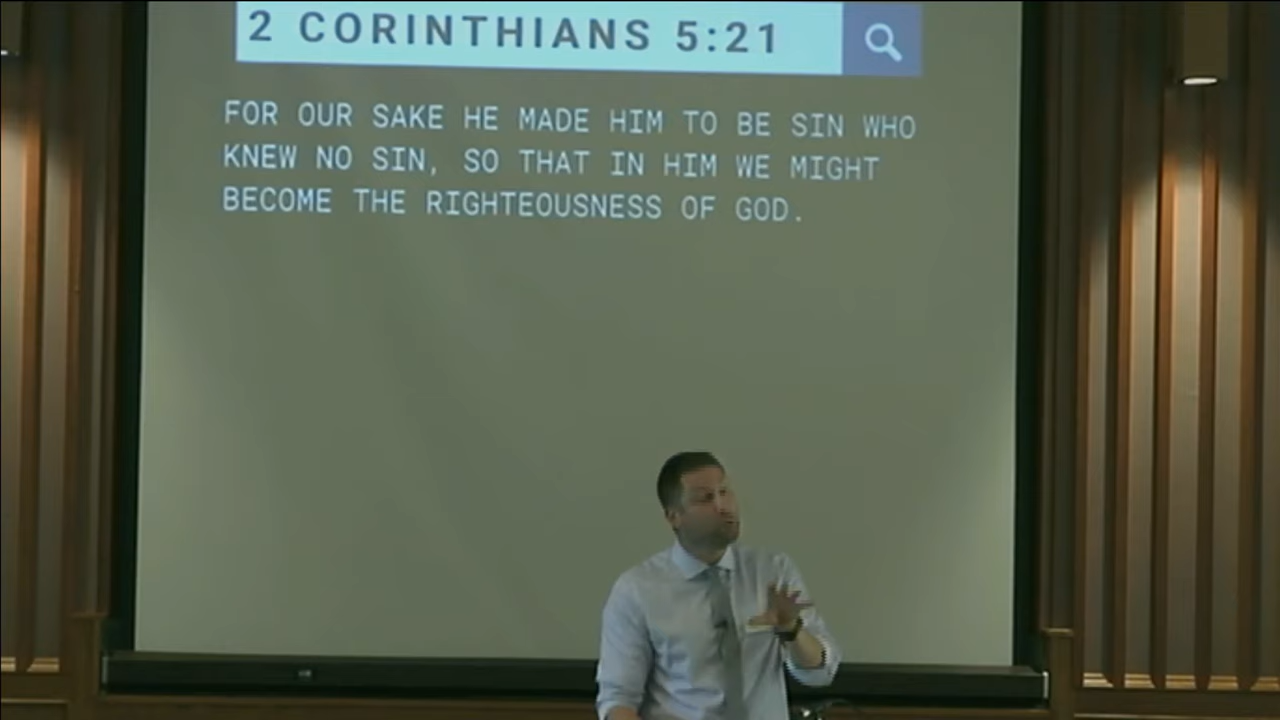 2 CORINTHIANS 5:21
FOR OUR SAKE HE MADE HIM TO BE SIN WHO
KNEW NO SIN, SO THAT IN HIM WE MIGHT
BECOME THE RIGHTEOUSNESS OF GOD.